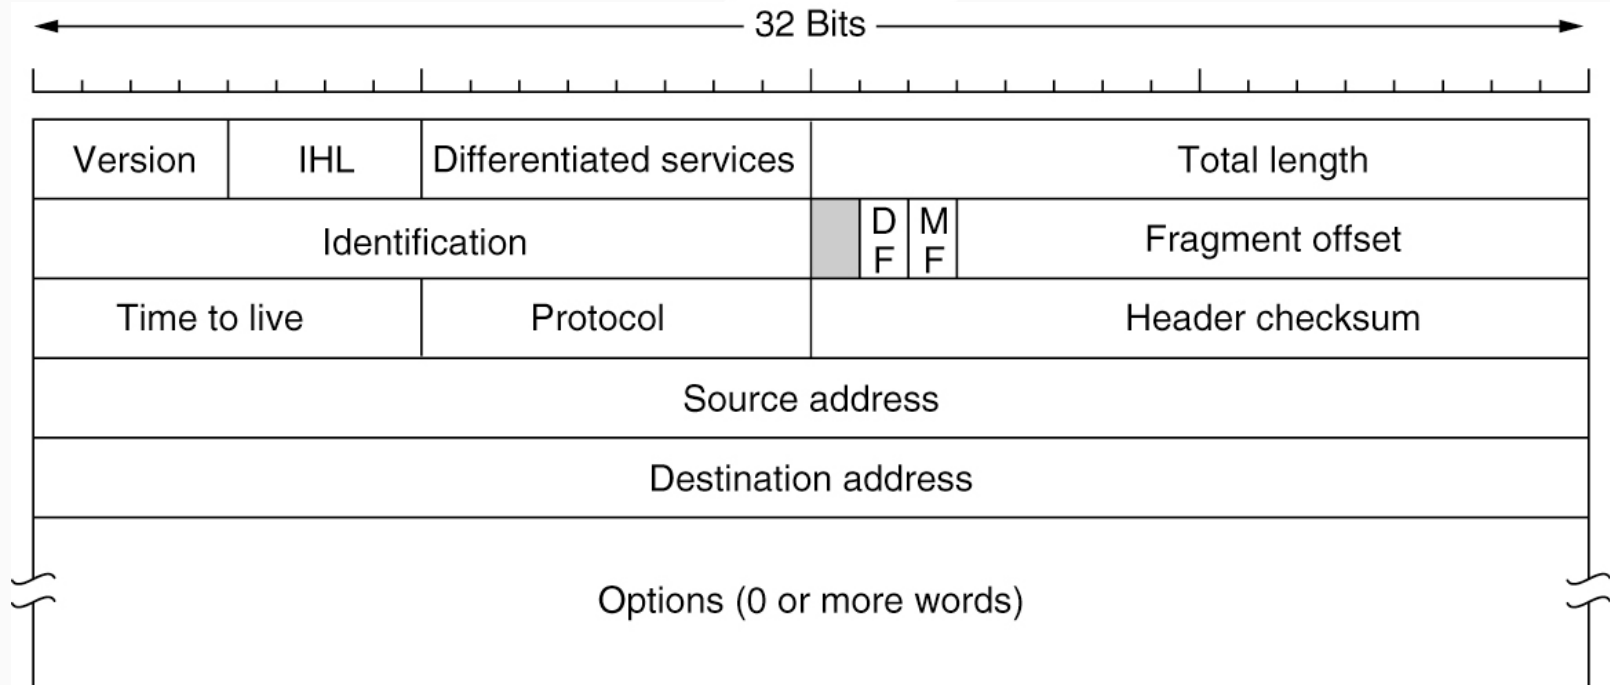 32 Bits
Version IHL Differentiated services Total length
Identification D F M F Fragment offset
Time to live Protocol Header checksum
Source address
Destination address
Options (0 or more words)